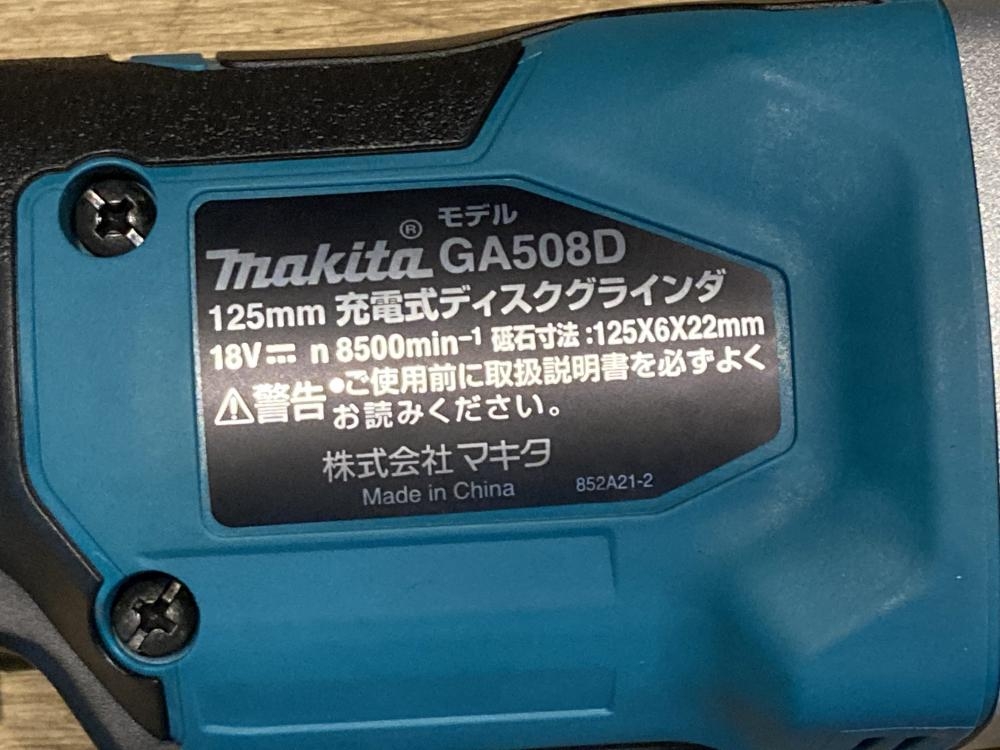 モデル
makita® GA508D
125mm 充電式ディスクグラインダ
18V⎓ n 8500min⁻¹ 砥石寸法:125X6X22mm
⚠警告 •ご使用前に取扱説明書を必ずよく
お読みください。
株式会社マキタ
Made in China 852A21-2